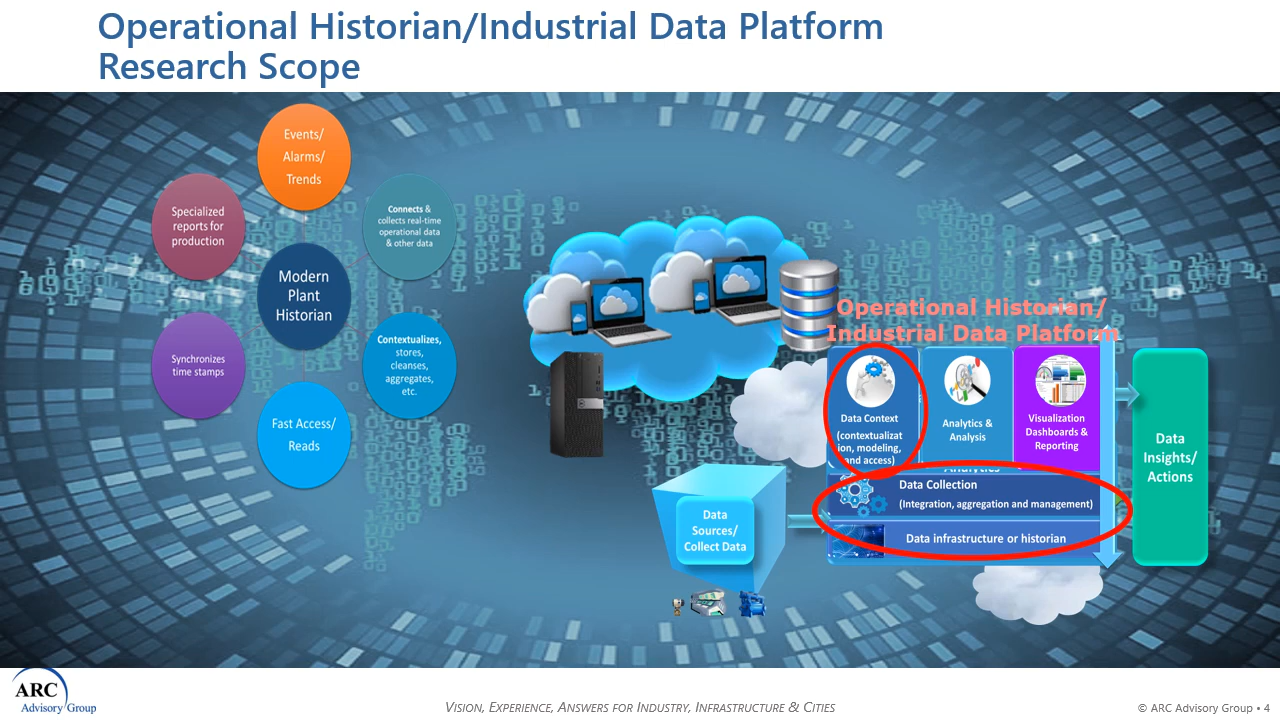 Operational Historian/Industrial Data Platform
Research Scope
Events/
Alarms/
Trends
Specialized
reports for
production
Connects &
collects real-time
operational data
& other data
Modern
Plant
Historian
Synchronizes
time stamps
Contextualizes,
stores,
cleanses,
aggregates,
etc.
Fast Access/
Reads
Operational Historian/
Industrial Data Platform
Data Context
(contextualizat
ion, modeling,
and access)
Analytics &
Analysis
Visualization
Dashboards &
Reporting
Analytics
Data Collection
(Integration, aggregation and management)
Data infrastructure or historian
Data
Sources/
Collect Data
Data
Insights/
Actions
ARC
Advisory Group
VISION, EXPERIENCE, ANSWERS FOR INDUSTRY, INFRASTRUCTURE & CITIES
© ARC Advisory Group • 4